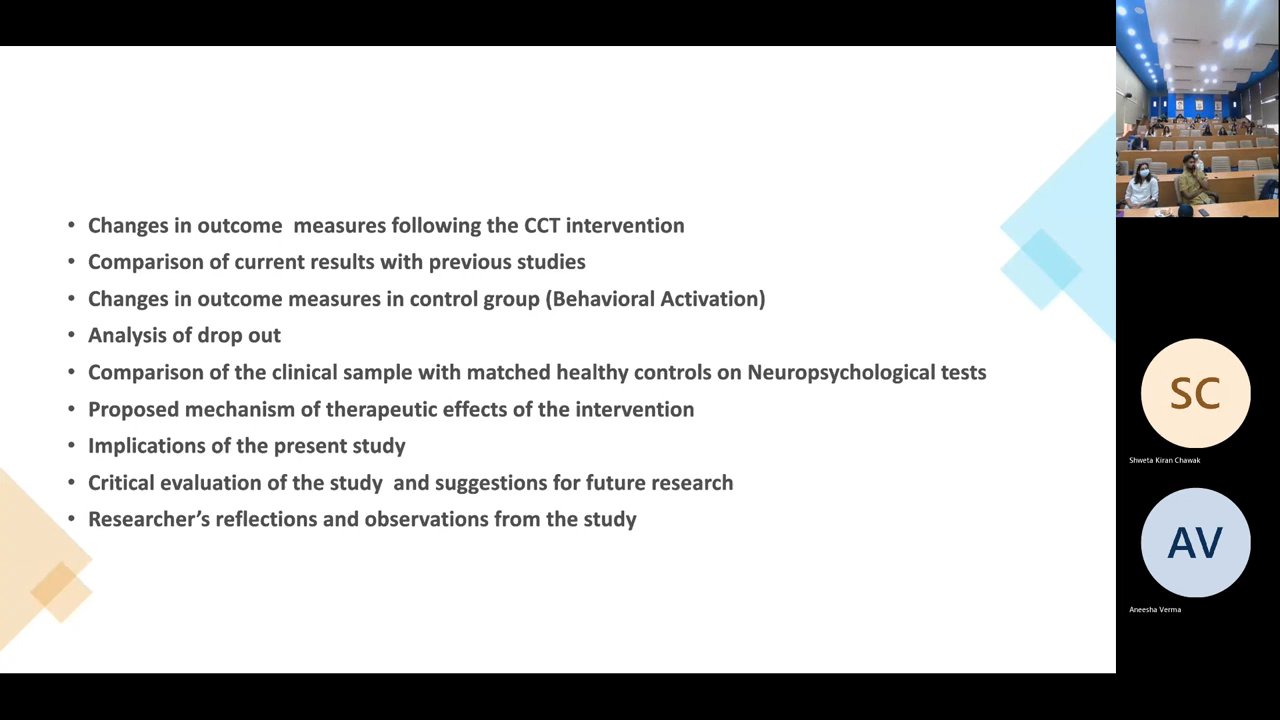 • Changes in outcome  measures following the CCT intervention
• Comparison of current results with previous studies
• Changes in outcome measures in control group (Behavioral Activation)
• Analysis of drop out
• Comparison of the clinical sample with matched healthy controls on Neuropsychological tests
• Proposed mechanism of therapeutic effects of the intervention
• Implications of the present study
• Critical evaluation of the study  and suggestions for future research
• Researcher’s reflections and observations from the study
SC
Shweta Kiran Chawak
AV
Aneesha Verma